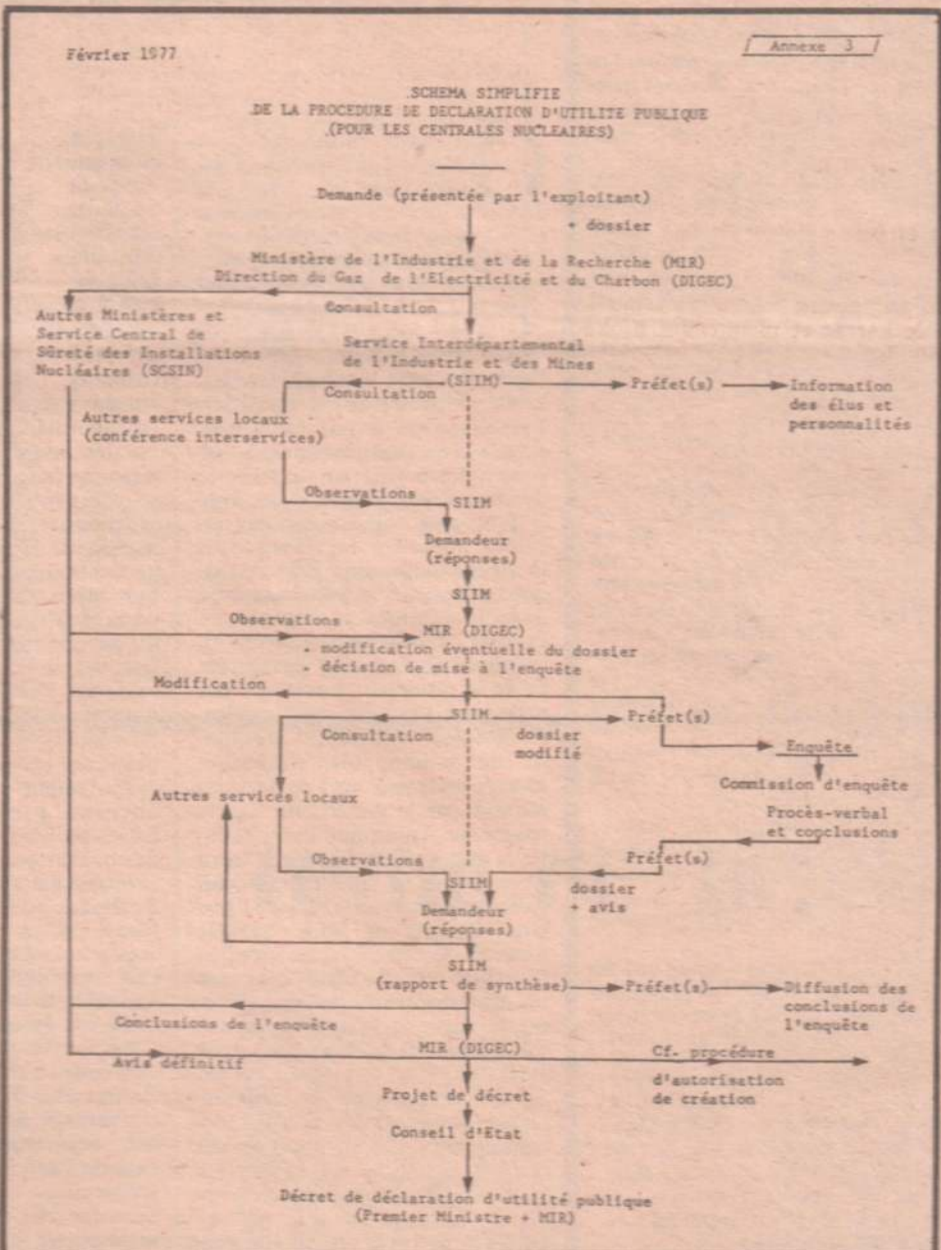 Février 1977
Annexe 3
SCHEMA SIMPLIFIE
DE LA PROCEDURE DE DECLARATION D'UTILITE PUBLIQUE
(POUR LES CENTRALES NUCLEAIRES)
Demande (présentée par l'exploitant)
+ dossier
Ministère de l'Industrie et de la Recherche (MIR)
Direction du Gaz de l'Electricité et du Charbon (DIGEC)
Consultation
Autres Ministères et
Service Central de
Sûreté des Installations
Nucléaires (SCSIN)
Service Interdépartemental
de l'Industrie et des Mines
(SIIM)
Préfet(s)
Information
des élus et
personnalités
Consultation
Autres services locaux
(conférence interservices)
Observations
SIIM
Demandeur
(réponses)
SIIM
Observations
MIR (DIGEC)
- modification éventuelle du dossier
- décision de mise à l'enquête
Modification
SIIM
Préfet(s)
Consultation
dossier
modifié
Enquête
Commission d'enquête
Autres services locaux
Procès-verbal
et conclusions
Observations
Préfet(s)
SIIM
dossier
+ avis
Demandeur
(réponses)
SIIM
(rapport de synthèse)
Préfet(s)
Diffusion des
conclusions de
l'enquête
Conclusions de l'enquête
MIR (DIGEC)
Avis définitif
Cf. procédure
d'autorisation
de création
Projet de décret
Conseil d'Etat
Décret de déclaration d'utilité publique
(Premier Ministre + MIR)